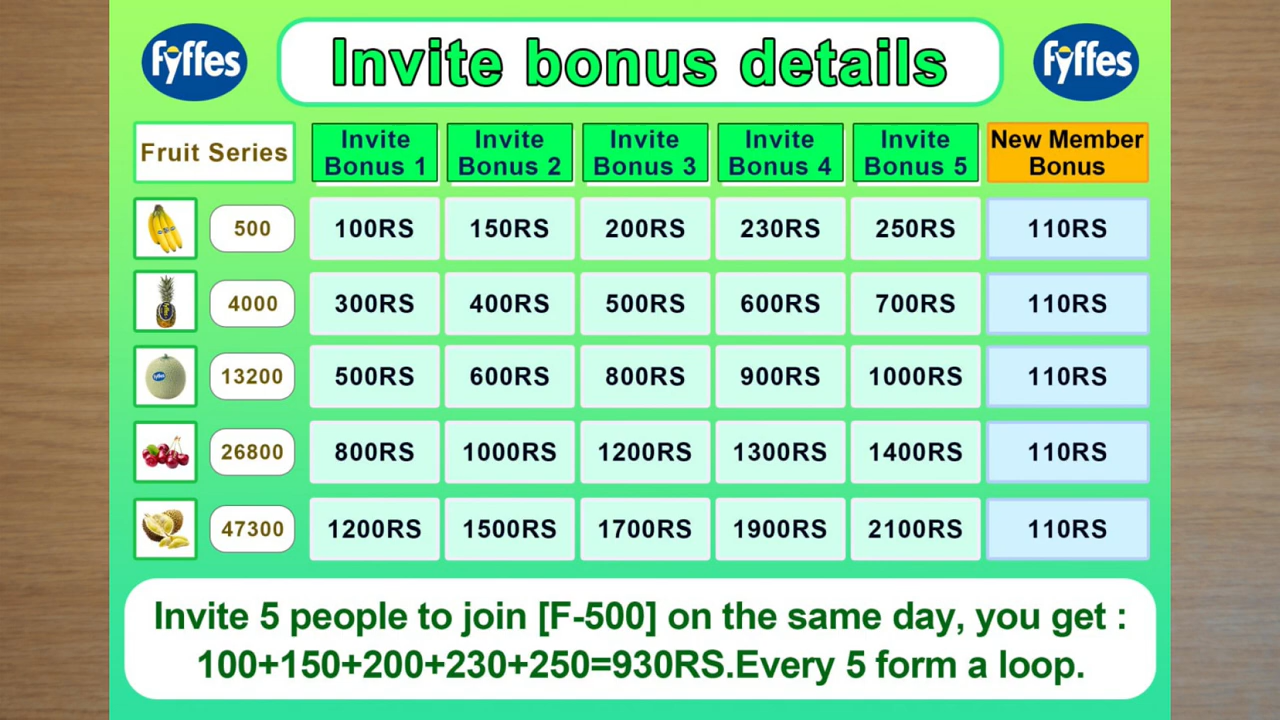 Fyffes Invite bonus details Fyffes
Fruit Series Invite Bonus 1 Invite Bonus 2 Invite Bonus 3 Invite Bonus 4 Invite Bonus 5 New Member Bonus
500 100RS 150RS 200RS 230RS 250RS 110RS
4000 300RS 400RS 500RS 600RS 700RS 110RS
Fyffes 13200 500RS 600RS 800RS 900RS 1000RS 110RS
26800 800RS 1000RS 1200RS 1300RS 1400RS 110RS
47300 1200RS 1500RS 1700RS 1900RS 2100RS 110RS
Invite 5 people to join [F-500] on the same day, you get :
100+150+200+230+250=930RS.Every 5 form a loop.